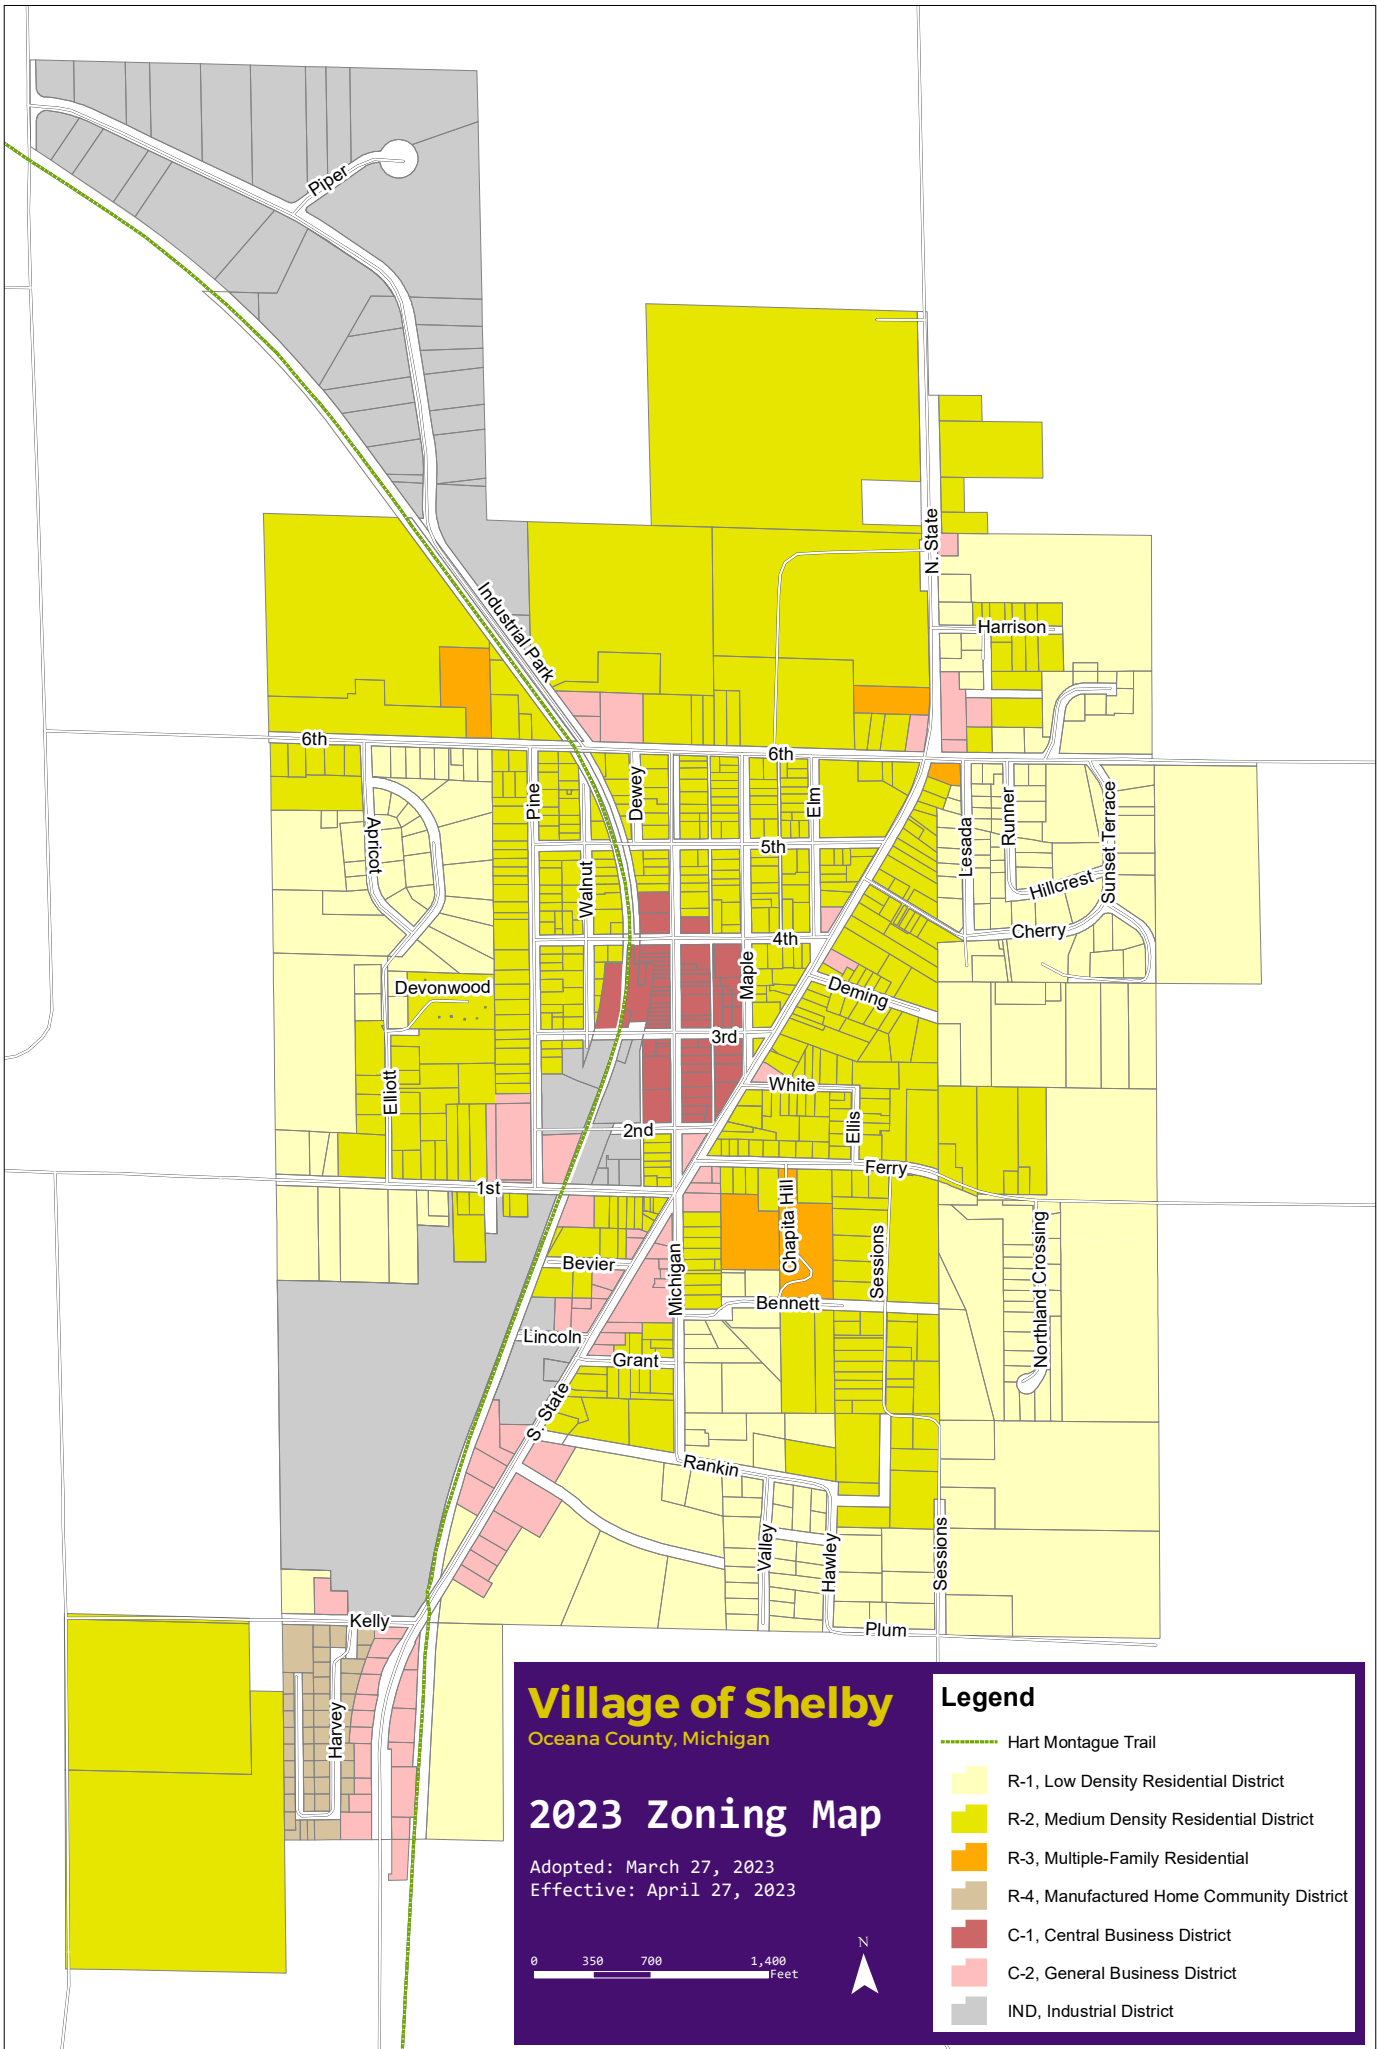 Piper
N. State
Industrial Park
Harrison
6th
6th
Pine
Dewey
Elm
Apricot
Walnut
5th
Lesada
Runner
Sunset Terrace
Hillcrest
4th
Cherry
Maple
Devonwood
Deming
3rd
White
Elliott
Ellis
2nd
Ferry
1st
Chapita Hill
Sessions
Northland Crossing
Michigan
Bevier
Bennett
Lincoln
Grant
S. State
Rankin
Valley
Hawley
Sessions
Kelly
Plum
Harvey
Village of Shelby
Oceana County, Michigan
2023 Zoning Map
Adopted: March 27, 2023
Effective: April 27, 2023
0 350 700 1,400
Feet
N
Legend
Hart Montague Trail
R-1, Low Density Residential District
R-2, Medium Density Residential District
R-3, Multiple-Family Residential
R-4, Manufactured Home Community District
C-1, Central Business District
C-2, General Business District
IND, Industrial District